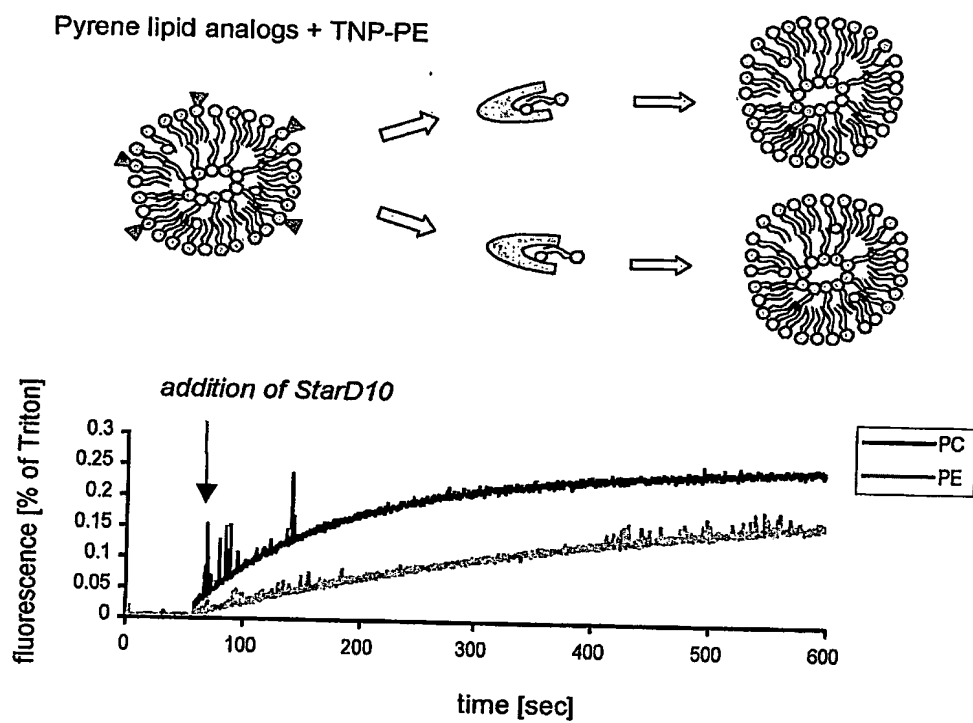 Pyrene lipid analogs + TNP-PE
addition of StarD10
fluorescence [% of Triton]
0.3
0.25
0.2
0.15
0.1
0.05
0
0 100 200 300 400 500 600
time [sec]
PC
PE